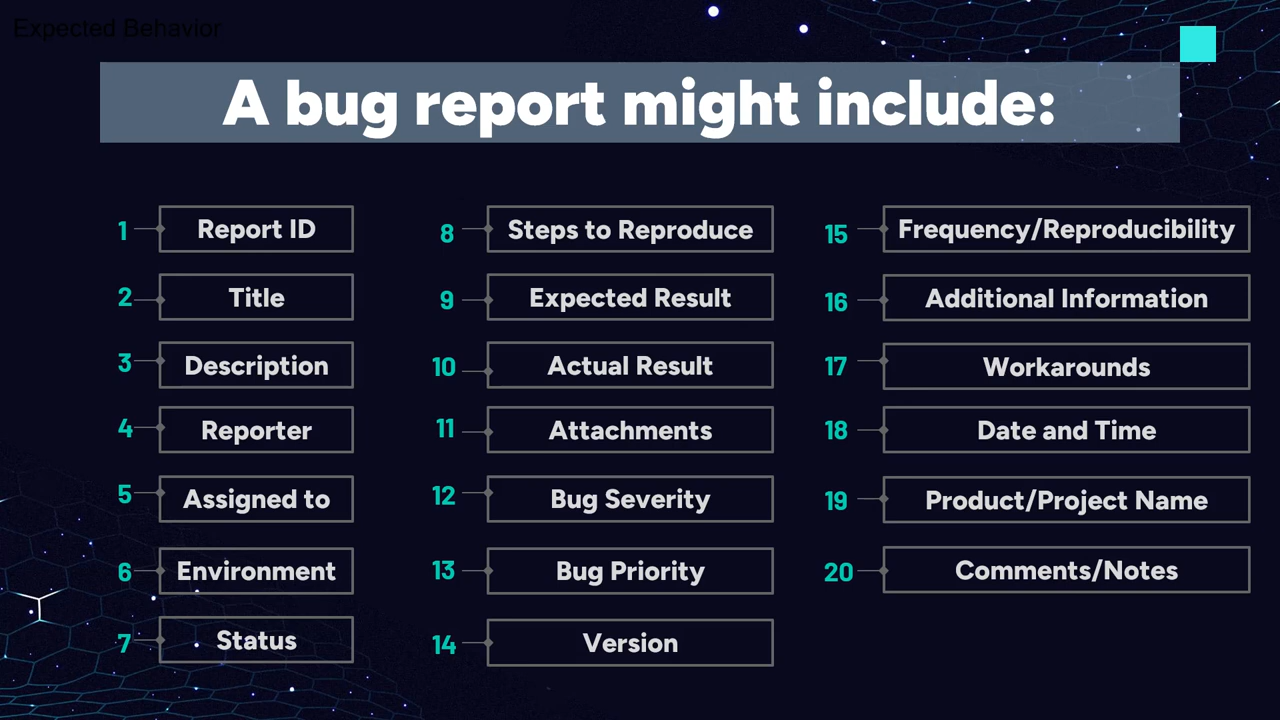 Expected Behavior
A bug report might include:
1 Report ID
2 Title
3 Description
4 Reporter
5 Assigned to
6 Environment
7 Status
8 Steps to Reproduce
9 Expected Result
10 Actual Result
11 Attachments
12 Bug Severity
13 Bug Priority
14 Version
15 Frequency/Reproducibility
16 Additional Information
17 Workarounds
18 Date and Time
19 Product/Project Name
20 Comments/Notes